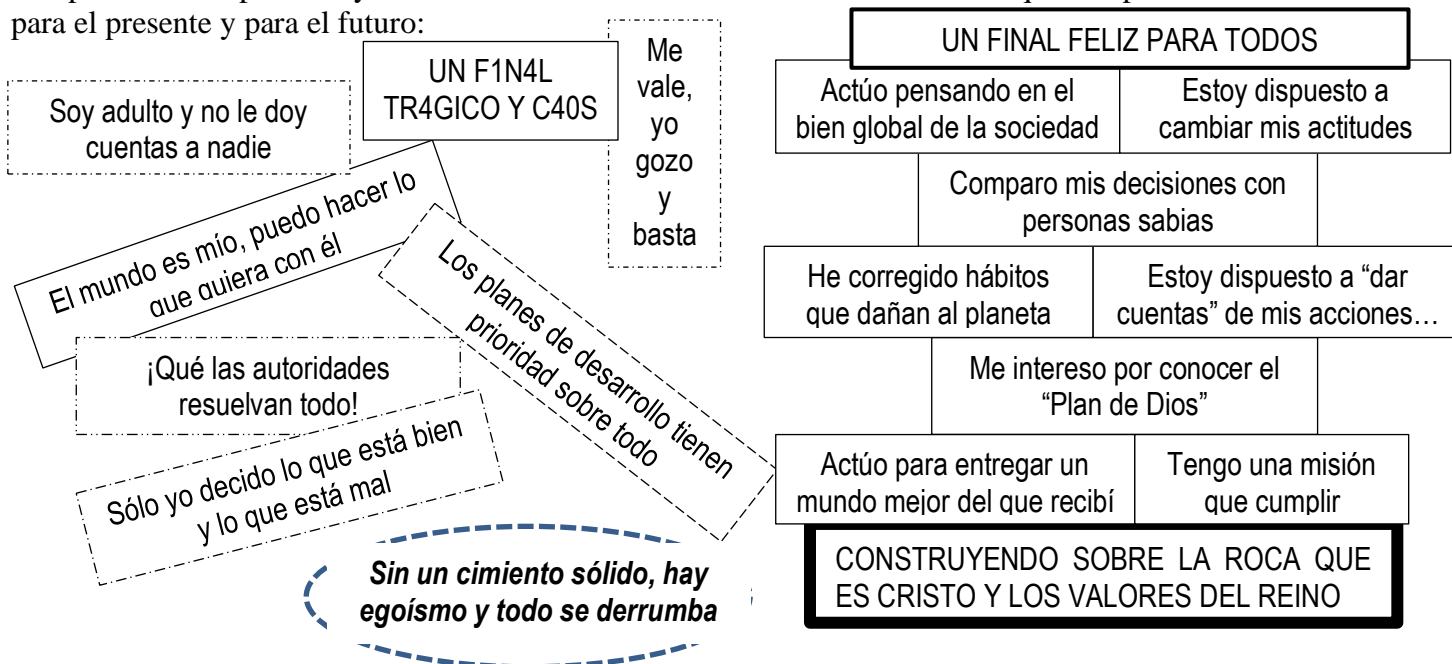 para el presente y para el futuro:
UN F1N4L
TR4GICO Y C40S
Me
vale,
yo
gozo
y
basta
Soy adulto y no le doy
cuentas a nadie
El mundo es mío, puedo hacer lo
que quiera con él
Los planes de desarrollo tienen
prioridad sobre todo
¡Qué las autoridades
resuelvan todo!
Sólo yo decido lo que está bien
y lo que está mal
Sin un cimiento sólido, hay
egoísmo y todo se derrumba
UN FINAL FELIZ PARA TODOS
Actúo pensando en el
bien global de la sociedad
Estoy dispuesto a
cambiar mis actitudes
Comparo mis decisiones con
personas sabias
He corregido hábitos
que dañan al planeta
Estoy dispuesto a “dar
cuentas” de mis acciones…
Me intereso por conocer el
“Plan de Dios”
Actúo para entregar un
mundo mejor del que recibí
Tengo una misión
que cumplir
CONSTRUYENDO SOBRE LA ROCA QUE
ES CRISTO Y LOS VALORES DEL REINO